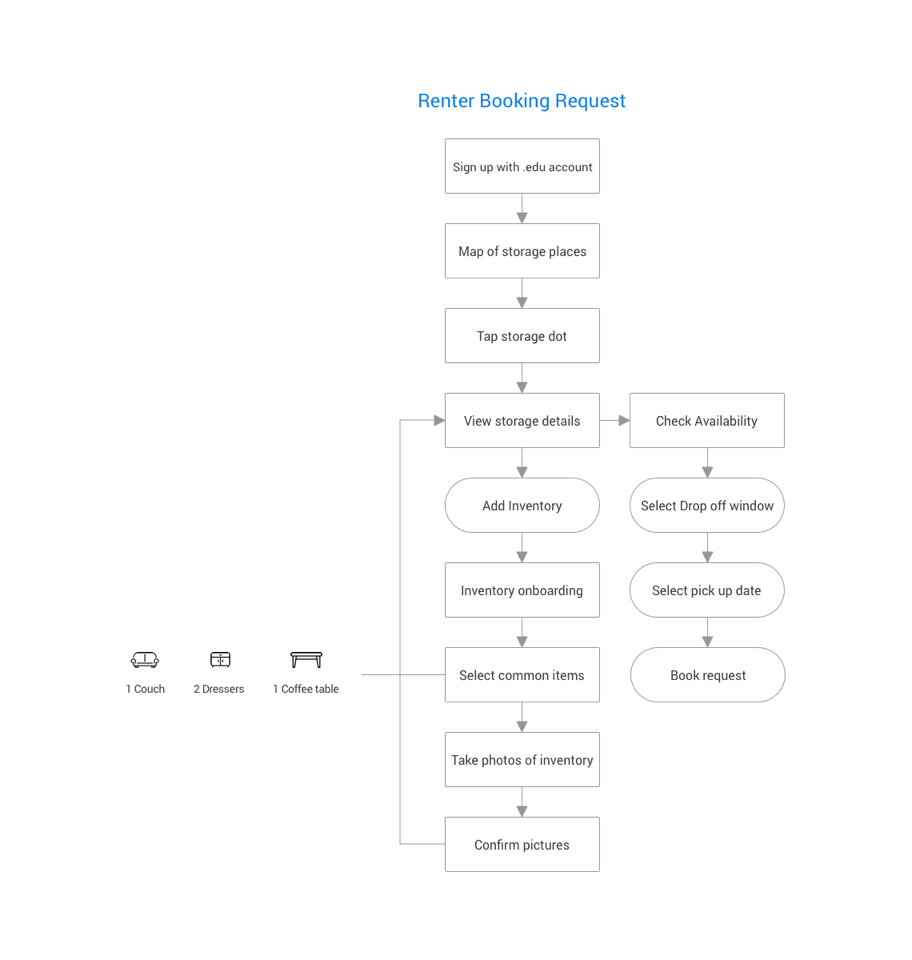 Renter Booking Request
Sign up with .edu account
Map of storage places
Tap storage dot
View storage details
Check Availability
Add Inventory
Select Drop off window
Inventory onboarding
Select pick up date
1 Couch
2 Dressers
1 Coffee table
Select common items
Book request
Take photos of inventory
Confirm pictures